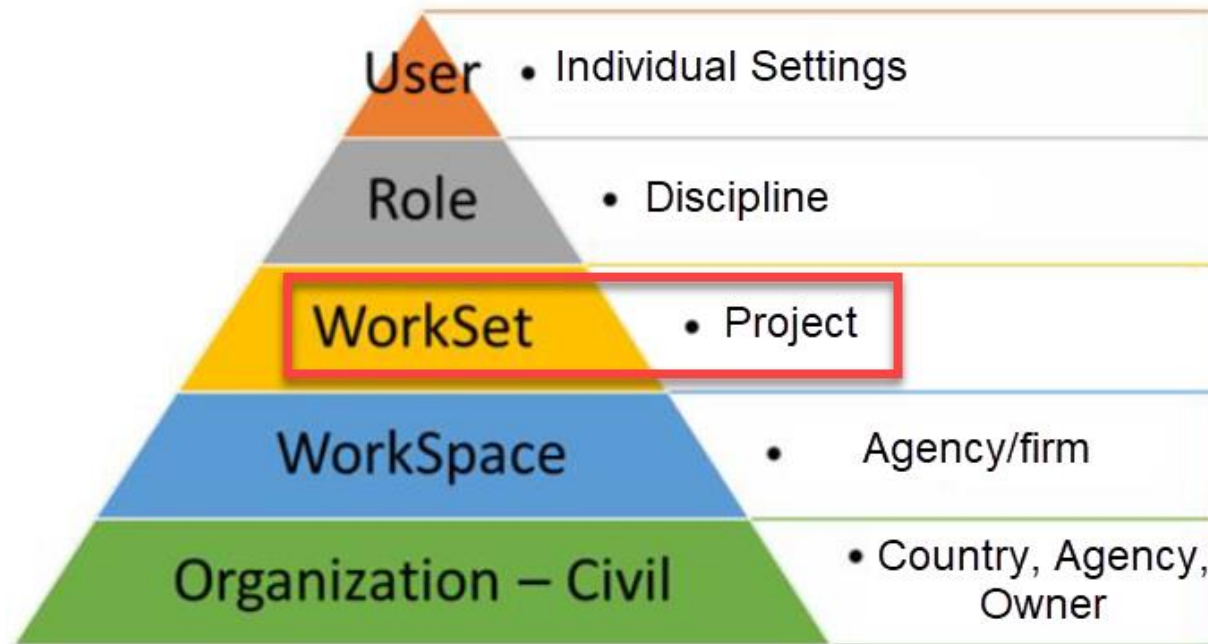 User • Individual Settings
Role • Discipline
WorkSet • Project
WorkSpace • Agency/firm
Organization – Civil • Country, Agency,
Owner